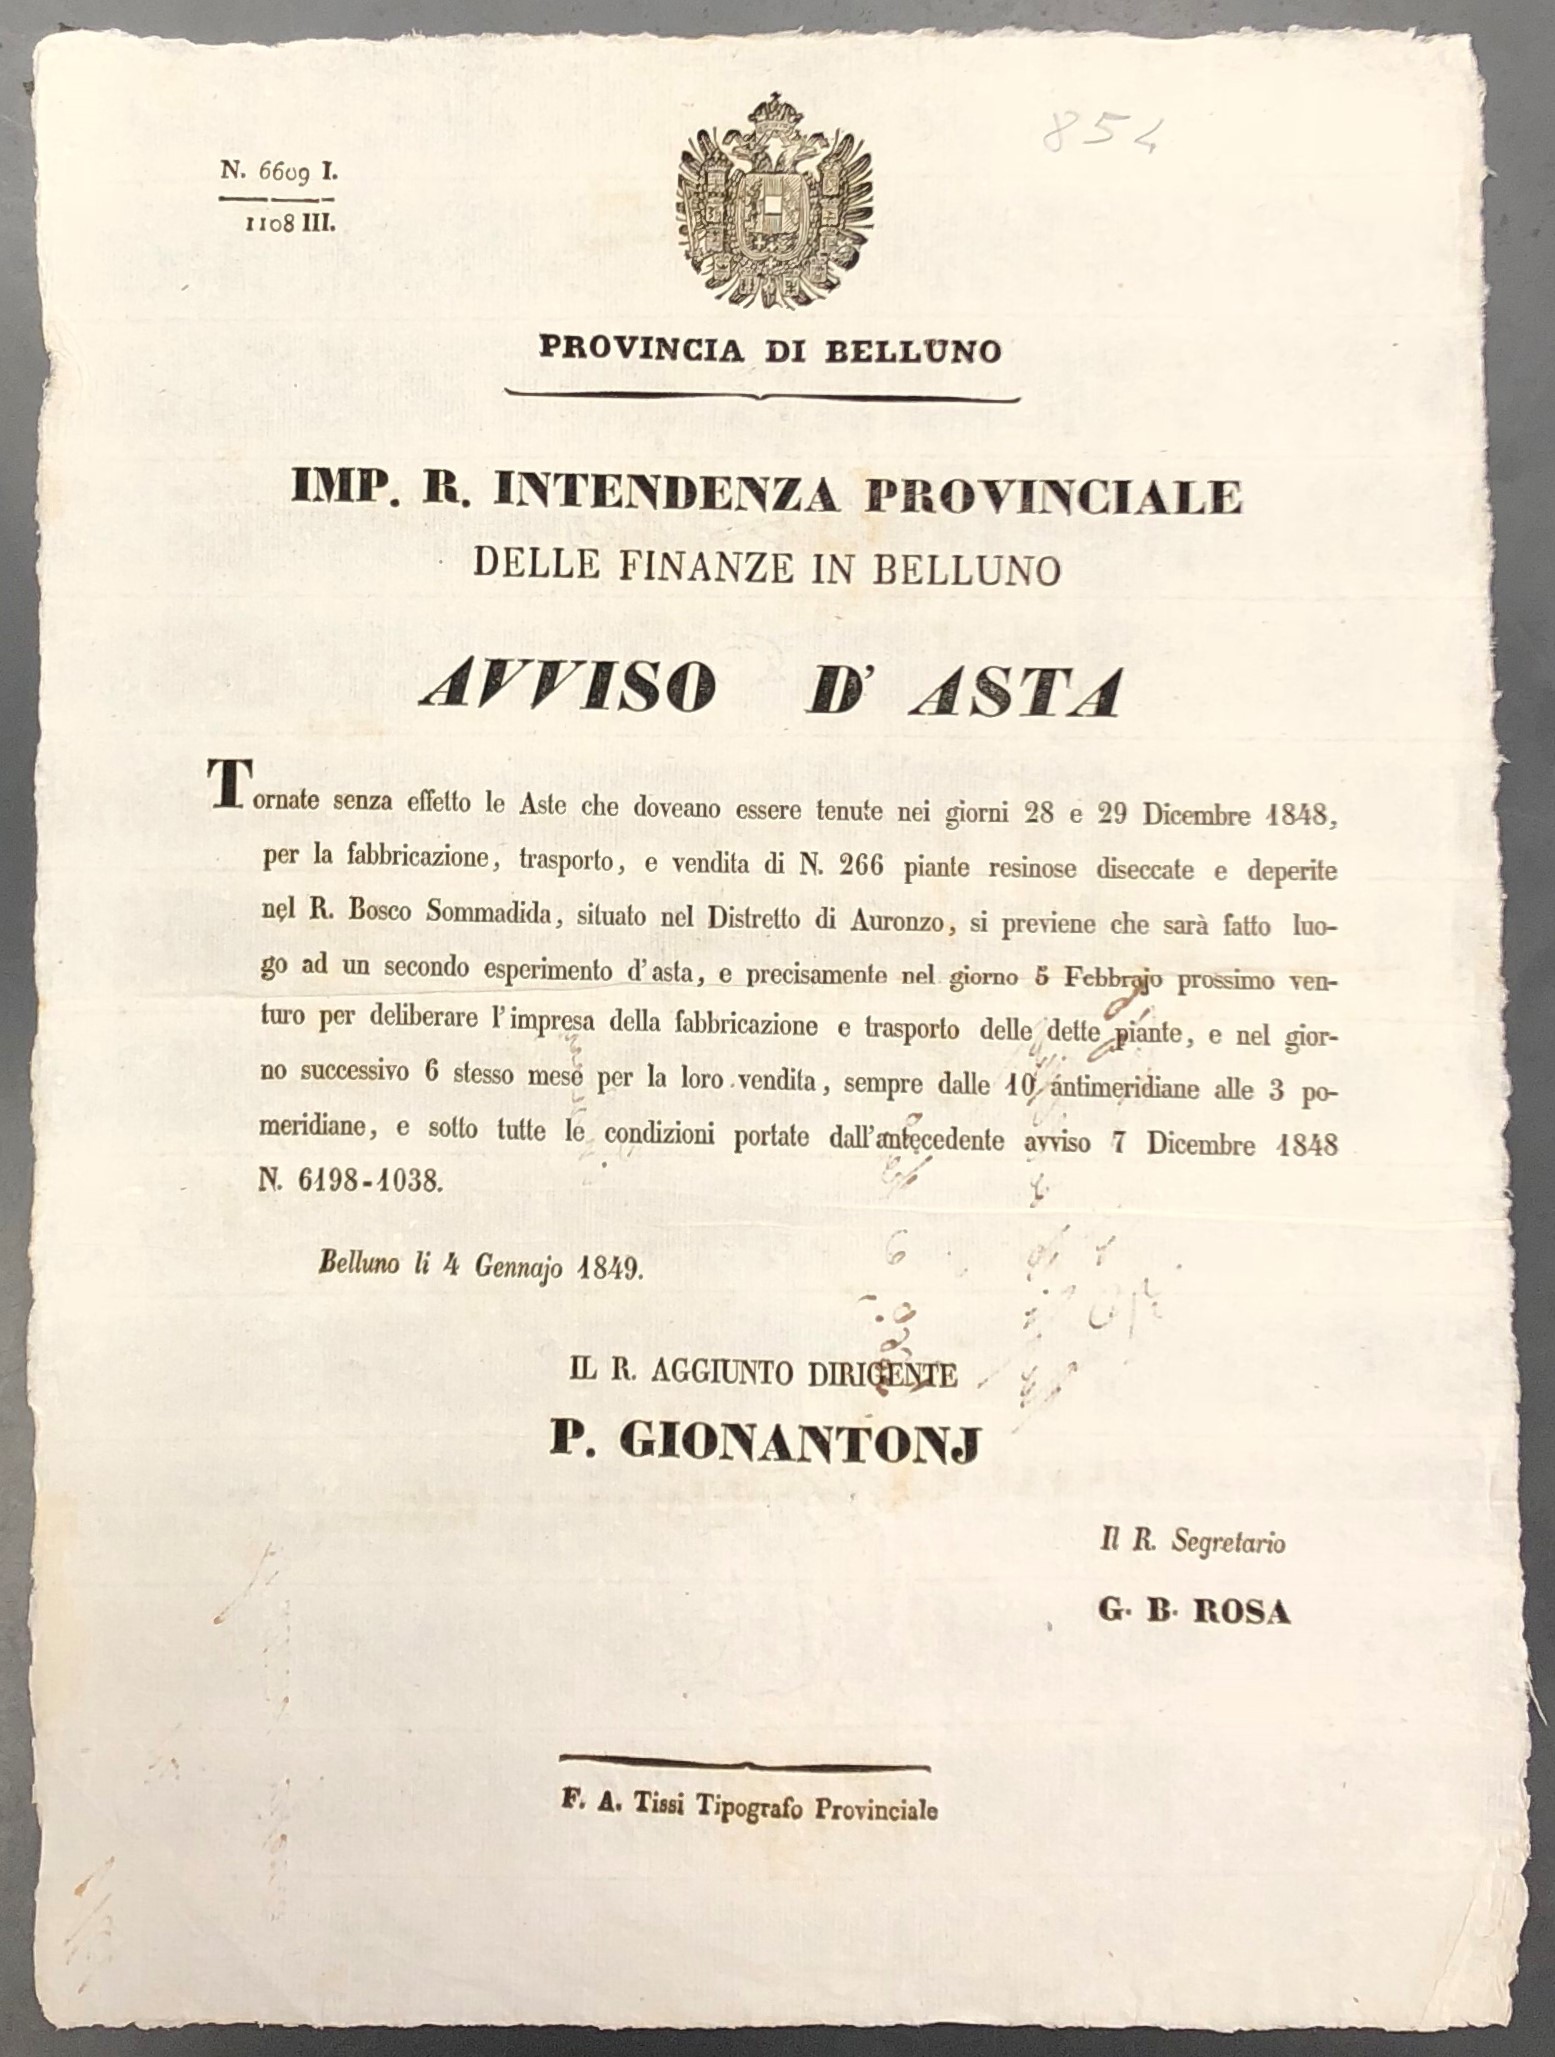 854
N. 6609 I.
1108 III.
PROVINCIA DI BELLUNO
IMP. R. INTENDENZA PROVINCIALE
DELLE FINANZE IN BELLUNO
AVVISO D' ASTA
Tornate senza effetto le Aste che doveano essere tenute nei giorni 28 e 29 Dicembre 1848,
per la fabbricazione, trasporto, e vendita di N. 266 piante resinose diseccate e deperite
nel R. Bosco Sommadida, situato nel Distretto di Auronzo, si previene che sarà fatto luo-
go ad un secondo esperimento d'asta, e precisamente nel giorno 5 Febbrajo prossimo ven-
turo per deliberare l'impresa della fabbricazione e trasporto delle dette piante, e nel gior-
no successivo 6 stesso mese per la loro vendita, sempre dalle 10 antimeridiane alle 3 po-
meridiane, e sotto tutte le condizioni portate dall'antecedente avviso 7 Dicembre 1848
N. 6198-1038.
Belluno li 4 Gennajo 1849.
IL R. AGGIUNTO DIRIGENTE
P. GIONANTONJ
Il R. Segretario
G. B. ROSA
F. A. Tissi Tipografo Provinciale